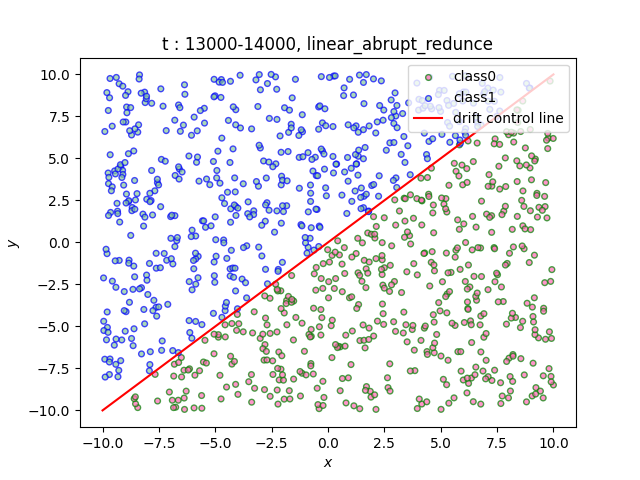 t : 13000-14000, linear_abrupt_redunce
class0
class1
drift control line
10.0
7.5
5.0
2.5
0.0
−2.5
−5.0
−7.5
−10.0
y
−10.0 −7.5 −5.0 −2.5 0.0 2.5 5.0 7.5 10.0
x